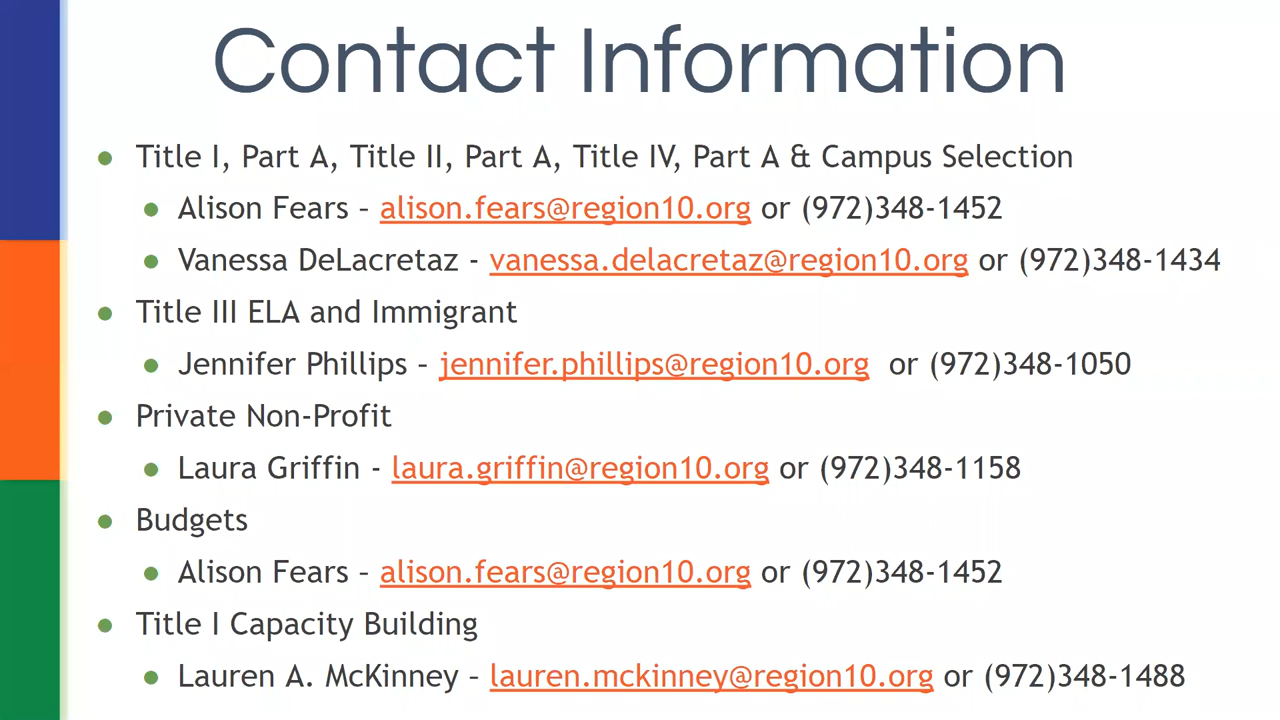 Contact Information
Title I, Part A, Title II, Part A, Title IV, Part A & Campus Selection
Alison Fears – alison.fears@region10.org or (972)348-1452
Vanessa DeLacretaz - vanessa.delacretaz@region10.org or (972)348-1434
Title III ELA and Immigrant
Jennifer Phillips – jennifer.phillips@region10.org or (972)348-1050
Private Non-Profit
Laura Griffin - laura.griffin@region10.org or (972)348-1158
Budgets
Alison Fears – alison.fears@region10.org or (972)348-1452
Title I Capacity Building
Lauren A. McKinney – lauren.mckinney@region10.org or (972)348-1488